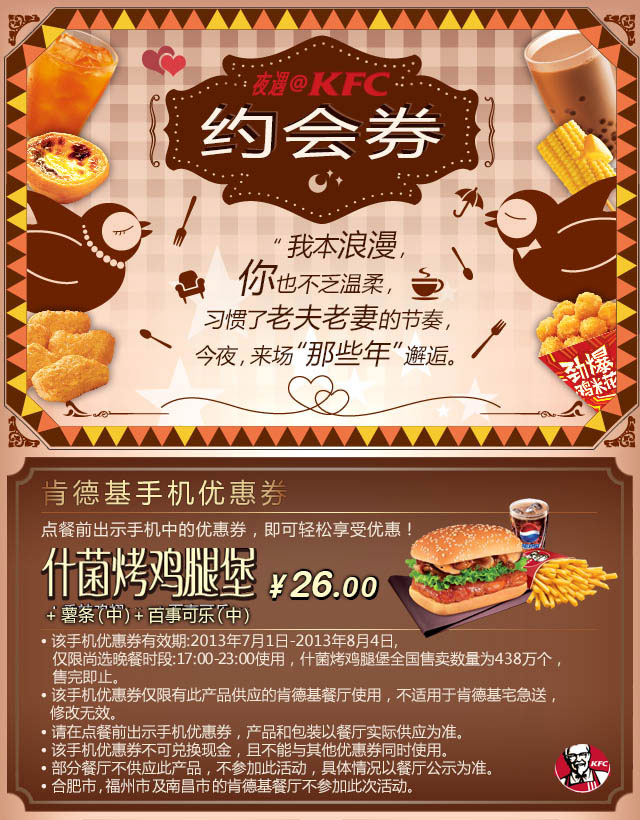 夜遇@KFC
约会券
“我本浪漫，
你也不乏温柔，
习惯了老夫老妻的节奏，
今夜，来场“那些年”邂逅。
劲爆
鸡米花
肯德基手机优惠券
点餐前出示手机中的优惠券，即可轻松享受优惠！
什菌烤鸡腿堡 ¥26.00
+薯条(中)+百事可乐(中)
• 该手机优惠券有效期:2013年7月1日-2013年8月4日,
仅限尚选晚餐时段:17:00-23:00使用，什菌烤鸡腿堡全国售卖数量为438万个，
售完即止。
• 该手机优惠券仅限有此产品供应的肯德基餐厅使用，不适用于肯德基宅急送，
修改无效。
• 请在点餐前出示手机优惠券，产品和包装以餐厅实际供应为准。
• 该手机优惠券不可兑换现金，且不能与其他优惠券同时使用。
• 部分餐厅不供应此产品，不参加此活动，具体情况以餐厅公示为准。
• 合肥市,福州市及南昌市的肯德基餐厅不参加此次活动。
KFC